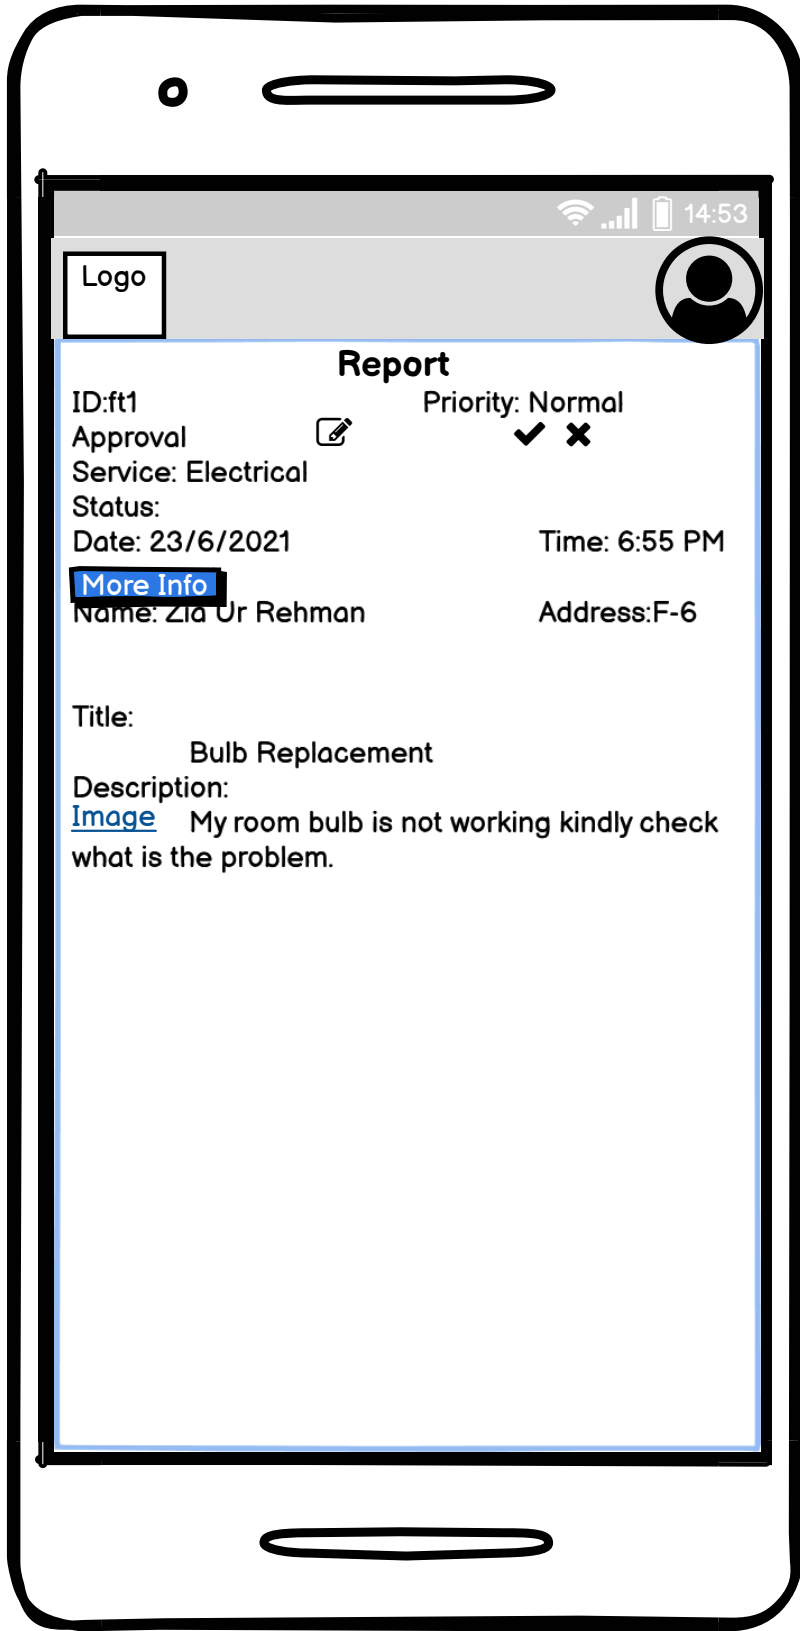 14:53
Logo
Report
ID:ft1 Priority: Normal
Approval
Service: Electrical
Status:
Date: 23/6/2021 Time: 6:55 PM
More Info
Name: Zia Ur Rehman Address:F-6
Title:
Bulb Replacement
Description:
Image My room bulb is not working kindly check
what is the problem.